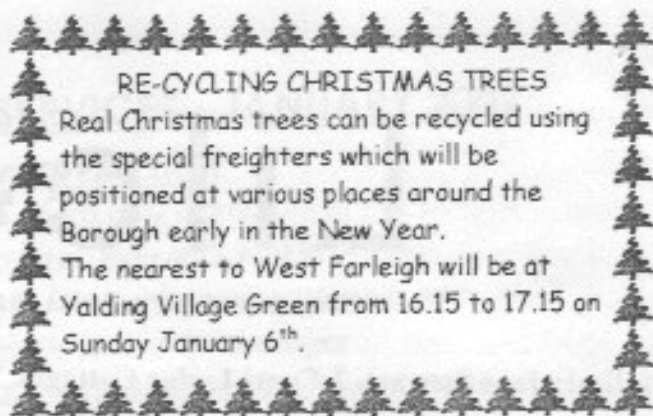 RE-CYCLING CHRISTMAS TREES
Real Christmas trees can be recycled using
the special freighters which will be
positioned at various places around the
Borough early in the New Year.
The nearest to West Farleigh will be at
Yalding Village Green from 16.15 to 17.15 on
Sunday January 6th.